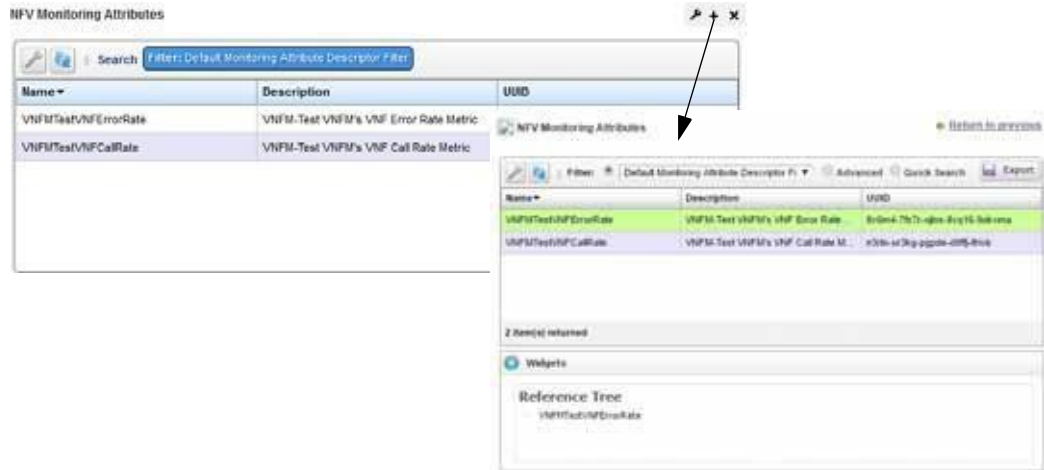 NFV Monitoring Attributes
Search Filter: Default Monitoring Attribute Descriptor Filter
Name Description UUID
VNFMTestVNFErrorRate VNFM-Test VNFM's VNF Error Rate Metric
VNFMTestVNFCallRate VNFM-Test VNFM's VNF Call Rate Metric
NFV Monitoring Attributes Return to previous
Filter: Default Monitoring Attribute Descriptor Fi Advanced Quick Search Export
Name Description UUID
VNFMTestVNFErrorRate VNFM-Test VNFM's VNF Error Rate ...
VNFMTestVNFCallRate VNFM-Test VNFM's VNF Call Rate M...
2 item(s) returned
Widgets
Reference Tree
VNFMTestVNFErrorRate